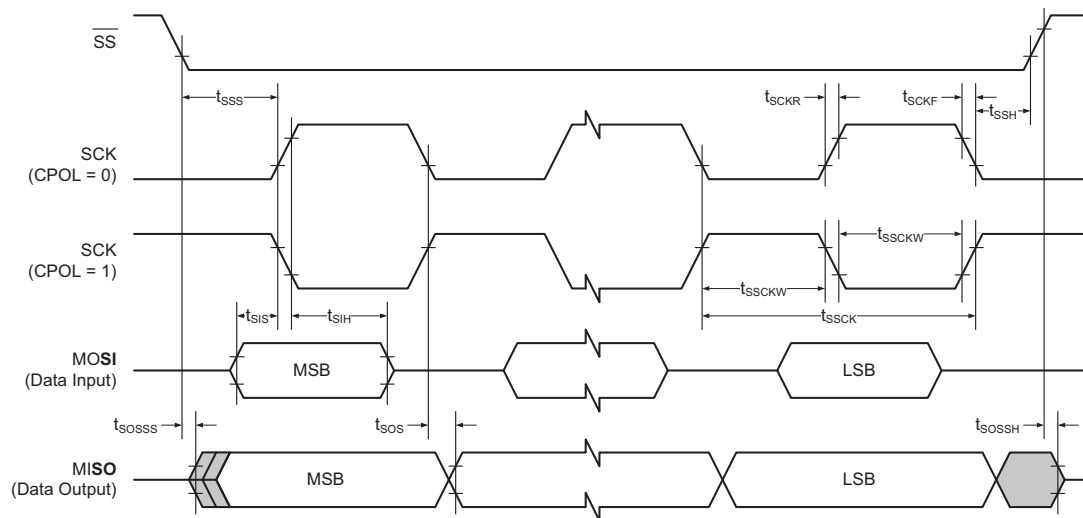 SS
tSSS
tSCKR
tSCKF
tSSH
SCK
(CPOL = 0)
SCK
(CPOL = 1)
tSSCKW
tSSCKW
tSSCK
tSIS
tSIH
MOSI
(Data Input)
MSB
LSB
tSOSSS
tSOS
tSOSSH
MISO
(Data Output)
MSB
LSB